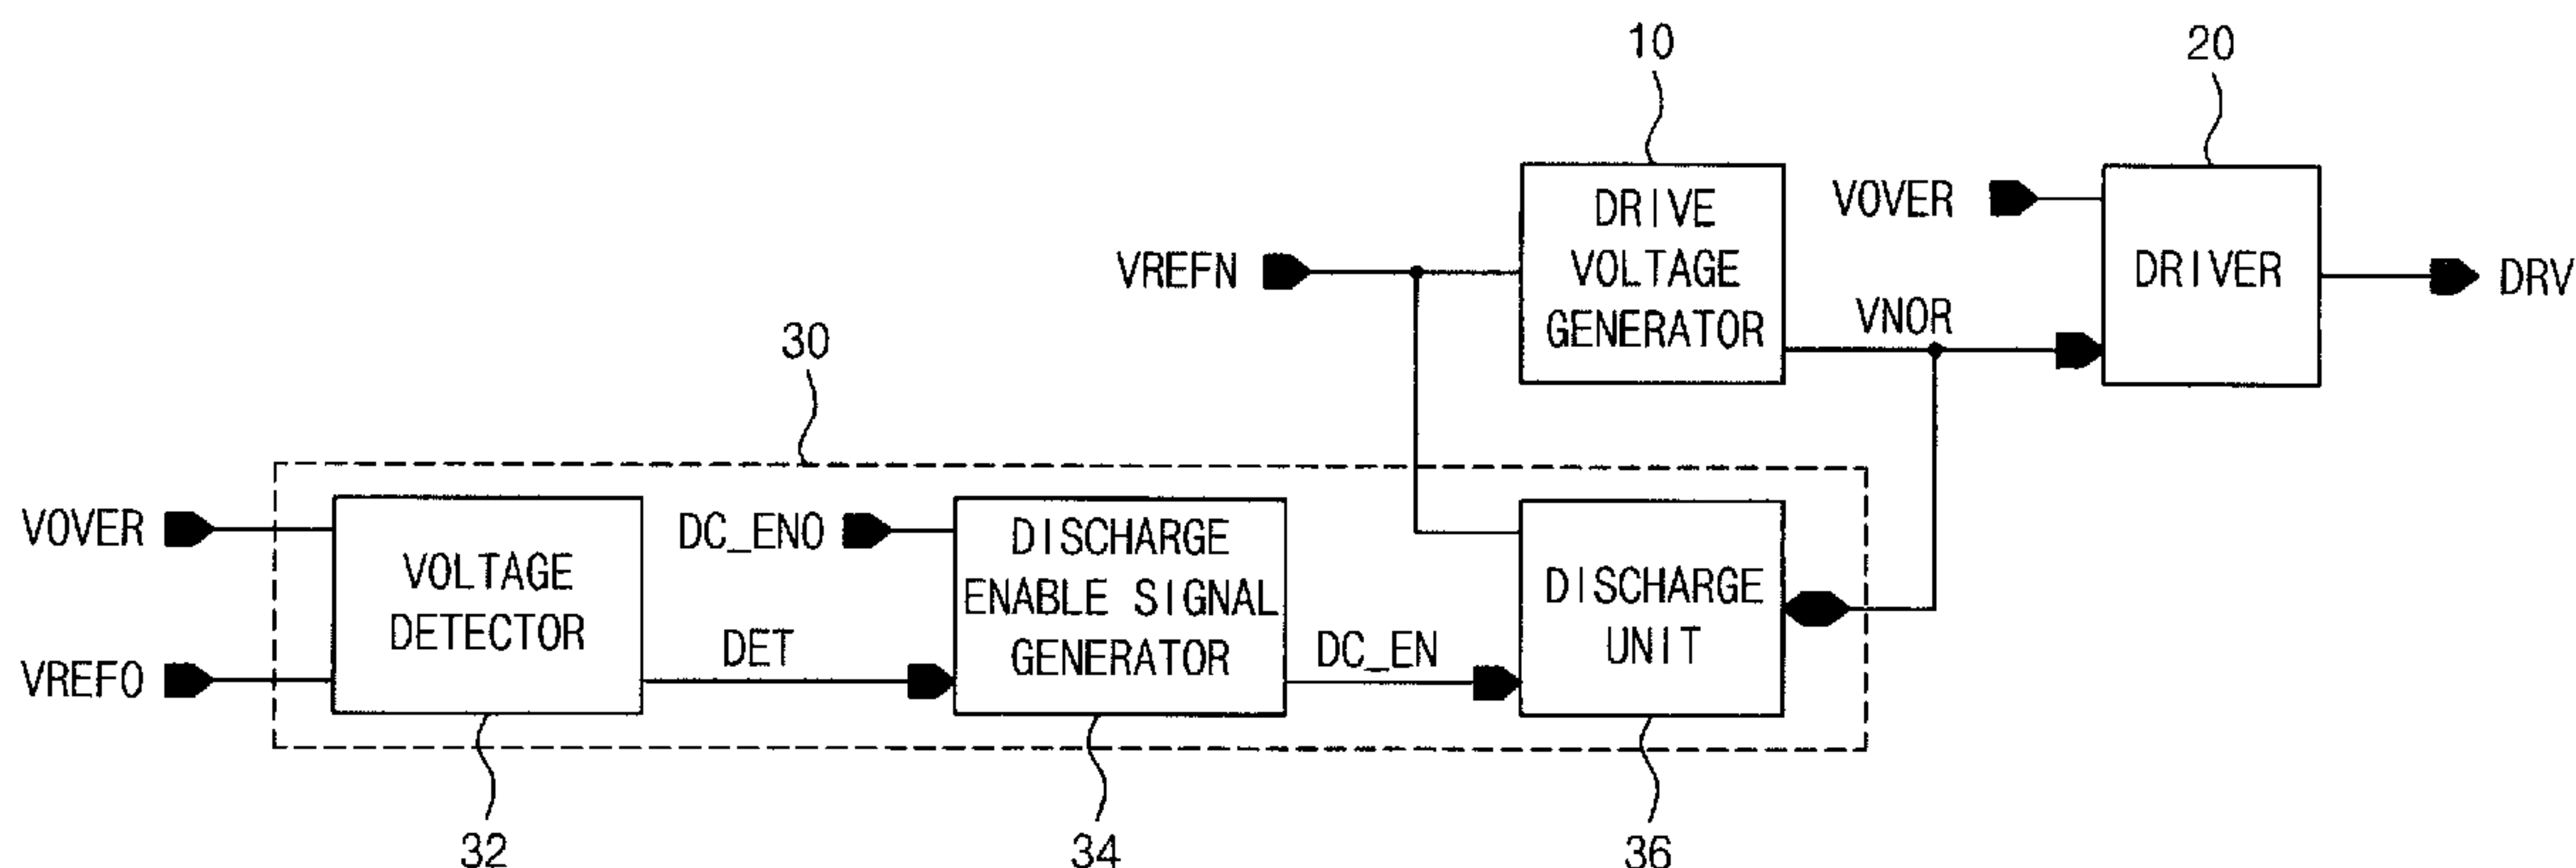 10
20
DRIVE
VOLTAGE
GENERATOR
VOVER
DRIVER
DRV
VREFN
VNOR
30
VOVER
VREFO
VOLTAGE
DETECTOR
DET
DC_ENO
DISCHARGE
ENABLE SIGNAL
GENERATOR
DC_EN
DISCHARGE
UNIT
32
34
36